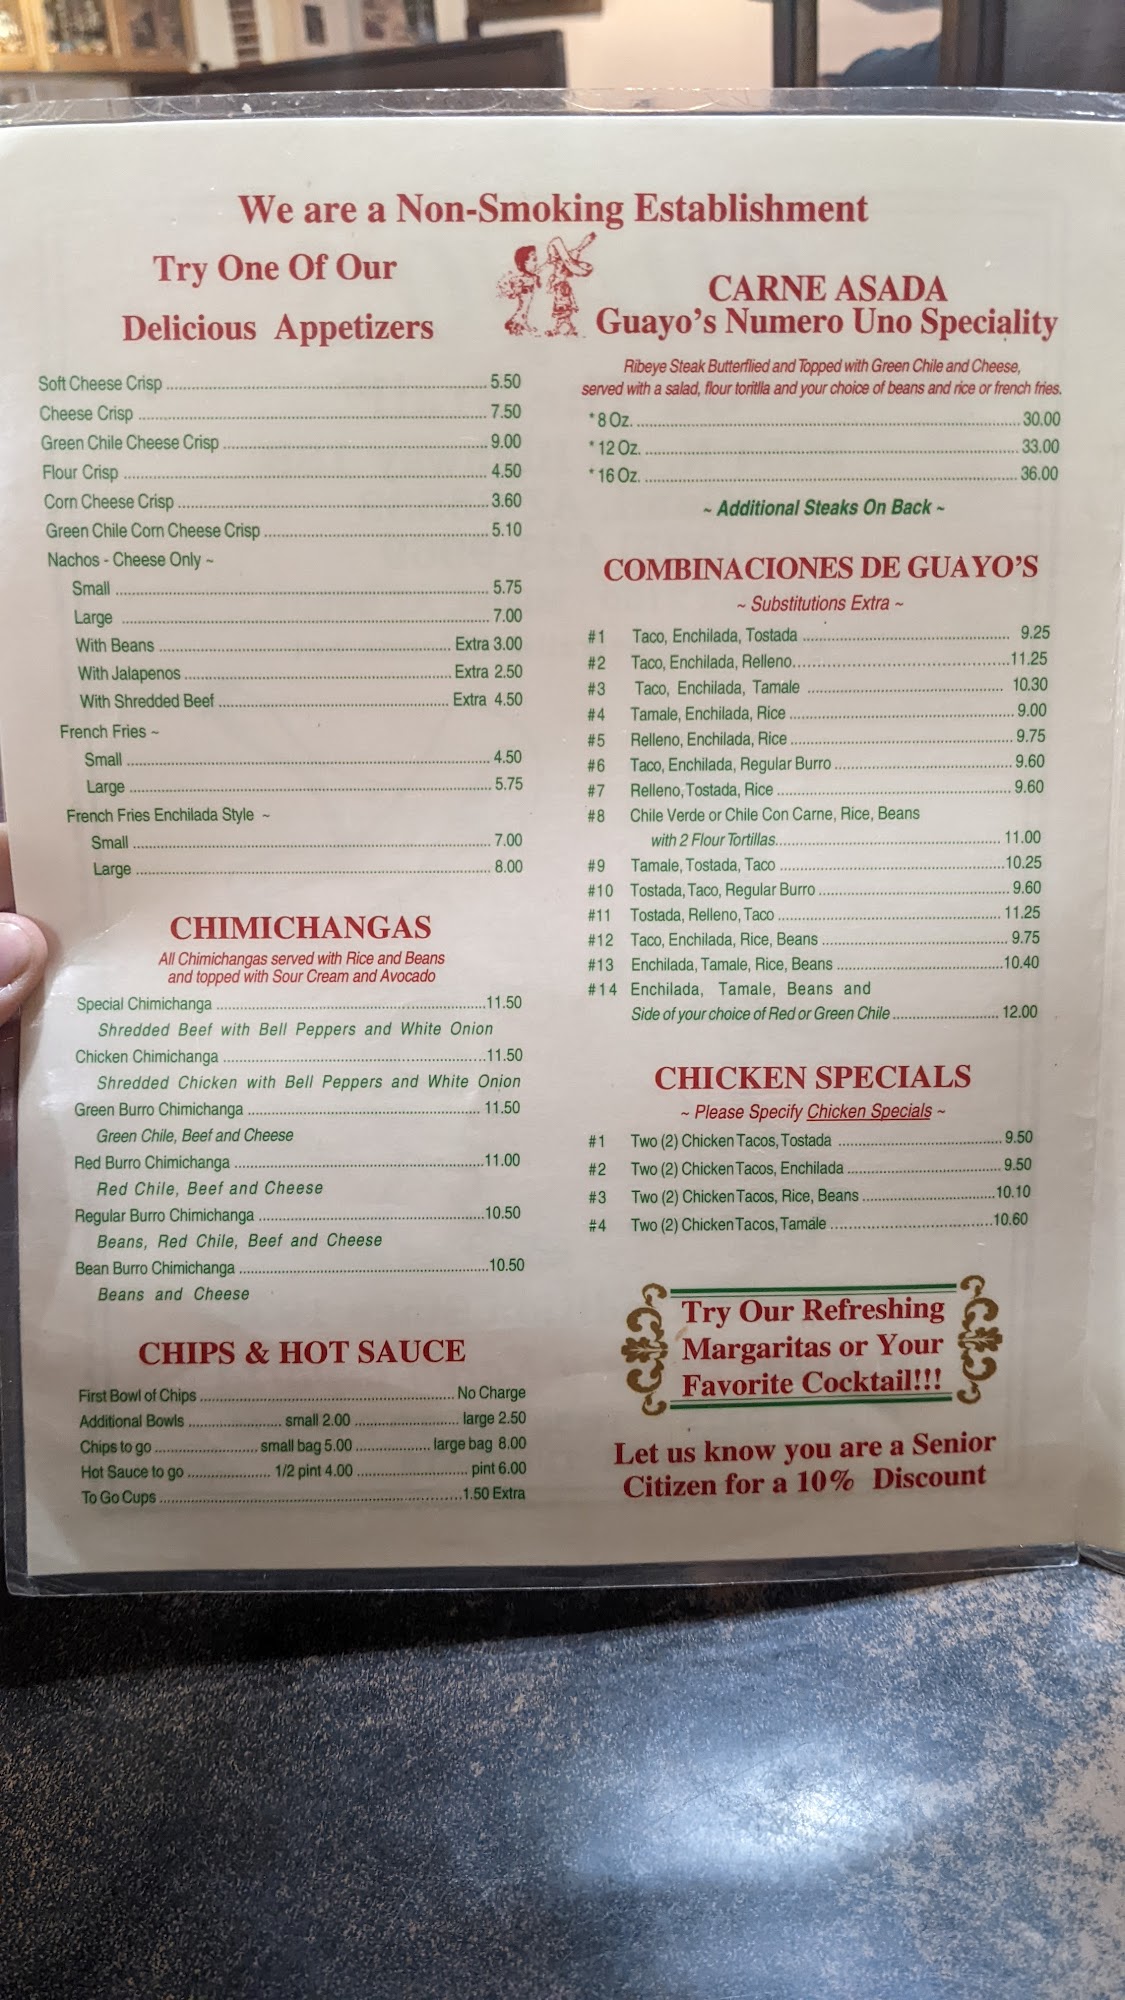 We are a Non-Smoking Establishment
Try One Of Our
Delicious Appetizers
Soft Cheese Crisp 5.50
Cheese Crisp 7.50
Green Chile Cheese Crisp 9.00
Flour Crisp 4.50
Corn Cheese Crisp 3.60
Green Chile Corn Cheese Crisp 5.10
Nachos - Cheese Only ~
Small 5.75
Large 7.00
With Beans Extra 3.00
With Jalapenos Extra 2.50
With Shredded Beef Extra 4.50
French Fries ~
Small 4.50
Large 5.75
French Fries Enchilada Style ~
Small 7.00
Large 8.00
CHIMICHANGAS
All Chimichangas served with Rice and Beans
and topped with Sour Cream and Avocado
Special Chimichanga 11.50
Shredded Beef with Bell Peppers and White Onion
Chicken Chimichanga 11.50
Shredded Chicken with Bell Peppers and White Onion
Green Burro Chimichanga 11.50
Green Chile, Beef and Cheese
Red Burro Chimichanga 11.00
Red Chile, Beef and Cheese
Regular Burro Chimichanga 10.50
Beans, Red Chile, Beef and Cheese
Bean Burro Chimichanga 10.50
Beans and Cheese
CHIPS & HOT SAUCE
First Bowl of Chips No Charge
Additional Bowls small 2.00 large 2.50
Chips to go small bag 5.00 large bag 8.00
Hot Sauce to go 1/2 pint 4.00 pint 6.00
To Go Cups 1.50 Extra
CARNE ASADA
Guayo's Numero Uno Speciality
Ribeye Steak Butterflied and Topped with Green Chile and Cheese,
served with a salad, flour toritlla and your choice of beans and rice or french fries.
* 8 Oz. 30.00
* 12 Oz. 33.00
* 16 Oz. 36.00
~ Additional Steaks On Back ~
COMBINACIONES DE GUAYO'S
~ Substitutions Extra ~
#1 Taco, Enchilada, Tostada 9.25
#2 Taco, Enchilada, Relleno 11.25
#3 Taco, Enchilada, Tamale 10.30
#4 Tamale, Enchilada, Rice 9.00
#5 Relleno, Enchilada, Rice 9.75
#6 Taco, Enchilada, Regular Burro 9.60
#7 Relleno, Tostada, Rice 9.60
#8 Chile Verde or Chile Con Carne, Rice, Beans
with 2 Flour Tortillas 11.00
#9 Tamale, Tostada, Taco 10.25
#10 Tostada, Taco, Regular Burro 9.60
#11 Tostada, Relleno, Taco 11.25
#12 Taco, Enchilada, Rice, Beans 9.75
#13 Enchilada, Tamale, Rice, Beans 10.40
#14 Enchilada, Tamale, Beans and
Side of your choice of Red or Green Chile 12.00
CHICKEN SPECIALS
~ Please Specify Chicken Specials ~
#1 Two (2) Chicken Tacos, Tostada 9.50
#2 Two (2) Chicken Tacos, Enchilada 9.50
#3 Two (2) Chicken Tacos, Rice, Beans 10.10
#4 Two (2) Chicken Tacos, Tamale 10.60
Try Our Refreshing
Margaritas or Your
Favorite Cocktail!!!
Let us know you are a Senior
Citizen for a 10% Discount